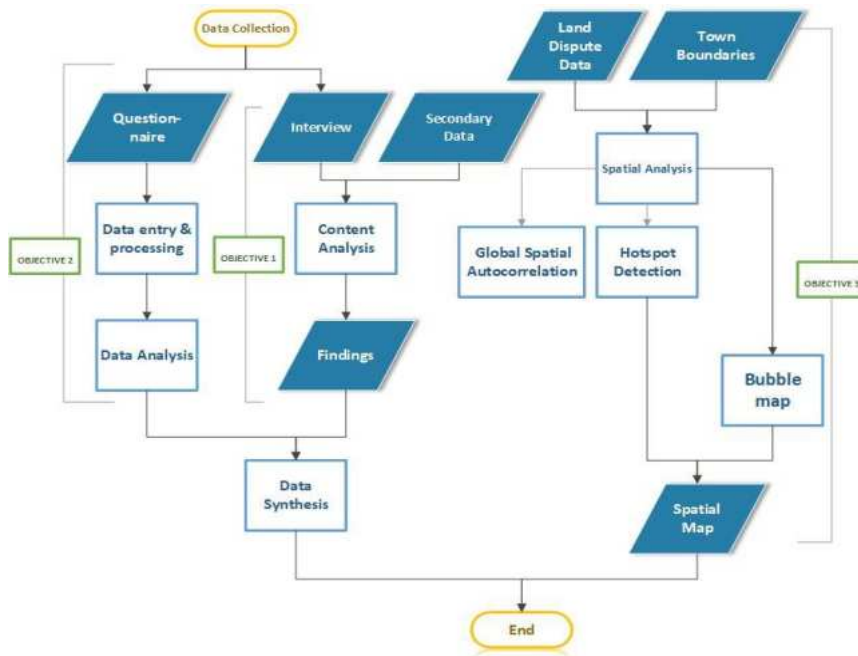 Data Collection
Land
Dispute
Data
Town
Boundaries
Question-
naire
Interview
Secondary
Data
Spatial Analysis
Data entry &
processing
Content
Analysis
Global Spatial
Autocorrelation
Hotspot
Detection
OBJECTIVE 2
OBJECTIVE 1
OBJECTIVE 3
Data Analysis
Findings
Bubble
map
Data
Synthesis
Spatial
Map
End